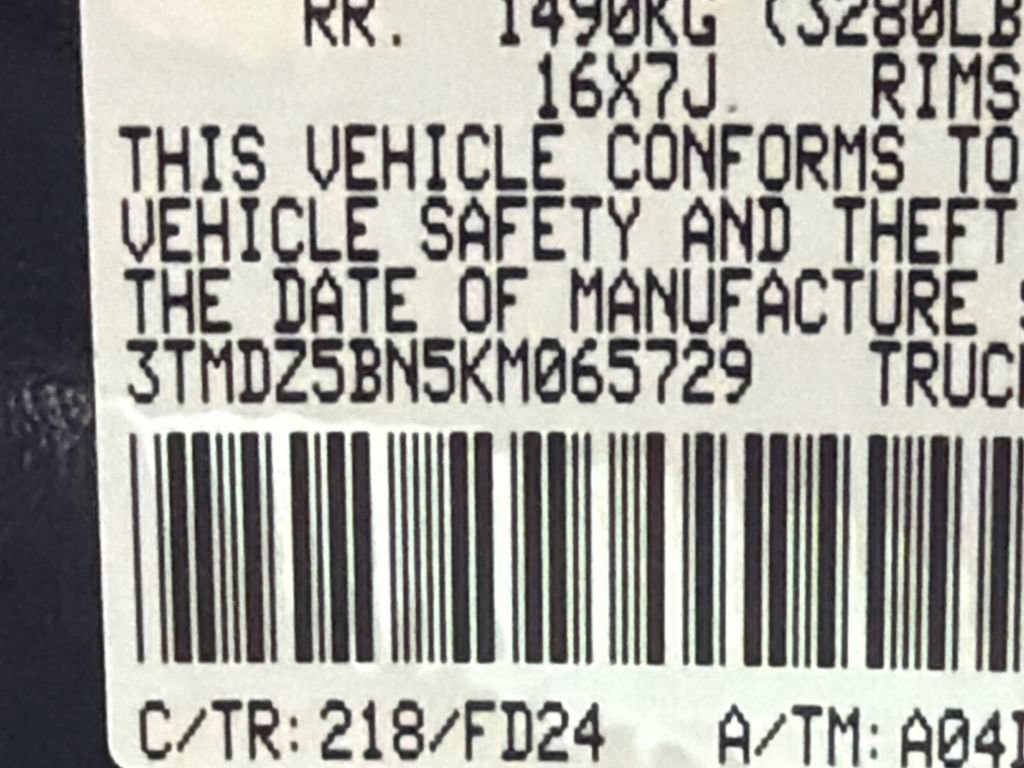 RR. 1490KG (3280LB
16X7J RIMS
THIS VEHICLE CONFORMS TO
VEHICLE SAFETY AND THEFT
THE DATE OF MANUFACTURE
3TMDZ5BN5KM065729 TRUC
C/TR: 218/FD24 A/TM: A04